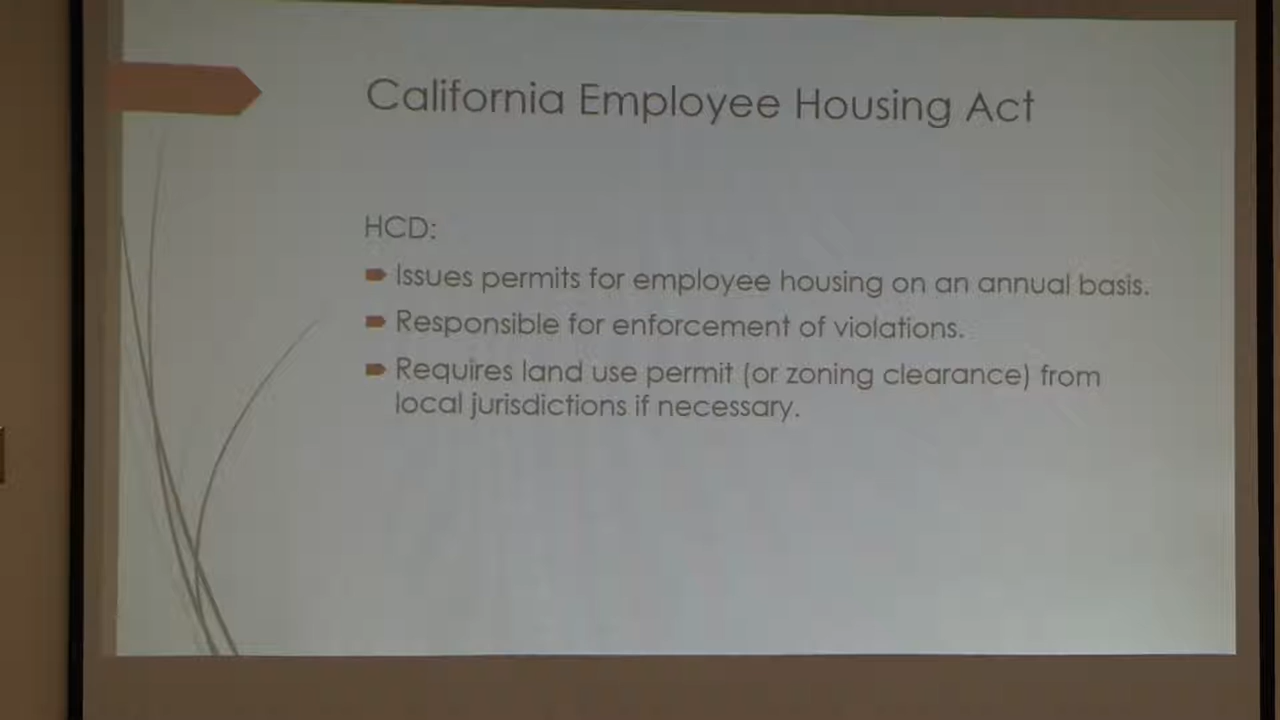 California Employee Housing Act
HCD:
Issues permits for employee housing on an annual basis.
Responsible for enforcement of violations.
Requires land use permit (or zoning clearance) from
local jurisdictions if necessary.